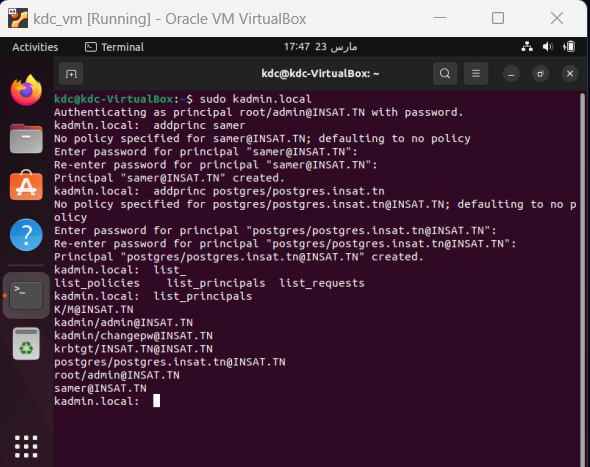 kdc_vm [Running] - Oracle VM VirtualBox
Activities
Terminal
17:47 23 مارس
kdc@kdc-VirtualBox: ~
kdc@kdc-VirtualBox:~$ sudo kadmin.local
Authenticating as principal root/admin@INSAT.TN with password.
kadmin.local:  addprinc samer
No policy specified for samer@INSAT.TN; defaulting to no policy
Enter password for principal "samer@INSAT.TN":
Re-enter password for principal "samer@INSAT.TN":
Principal "samer@INSAT.TN" created.
kadmin.local:  addprinc postgres/postgres.insat.tn
No policy specified for postgres/postgres.insat.tn@INSAT.TN; defaulting to no p
olicy
Enter password for principal "postgres/postgres.insat.tn@INSAT.TN":
Re-enter password for principal "postgres/postgres.insat.tn@INSAT.TN":
Principal "postgres/postgres.insat.tn@INSAT.TN" created.
kadmin.local:  list_
list_policies    list_principals  list_requests
kadmin.local:  list_principals
K/M@INSAT.TN
kadmin/admin@INSAT.TN
kadmin/changepw@INSAT.TN
krbtgt/INSAT.TN@INSAT.TN
postgres/postgres.insat.tn@INSAT.TN
root/admin@INSAT.TN
samer@INSAT.TN
kadmin.local: